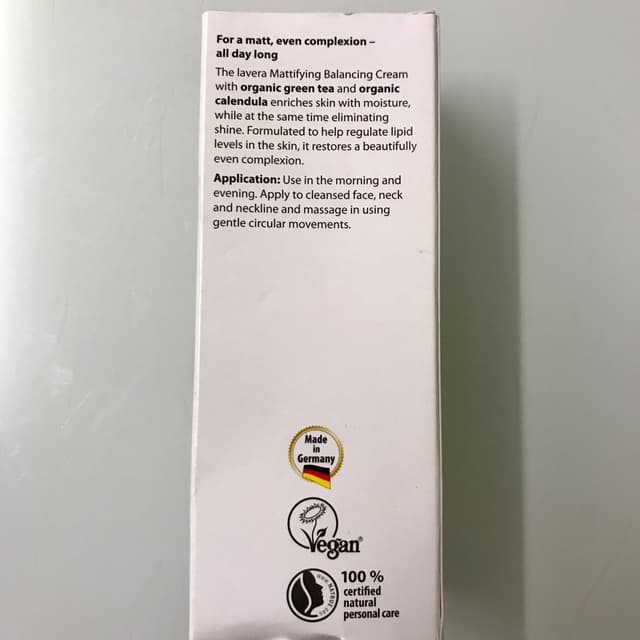 For a matt, even complexion –
all day long
The lavera Mattifying Balancing Cream
with organic green tea and organic
calendula enriches skin with moisture,
while at the same time eliminating
shine. Formulated to help regulate lipid
levels in the skin, it restores a beautifully
even complexion.
Application: Use in the morning and
evening. Apply to cleansed face, neck
and neckline and massage in using
gentle circular movements.
Made
in
Germany
Vegan®
WWW.NATRUE.ORG
100 %
certified
natural
personal care